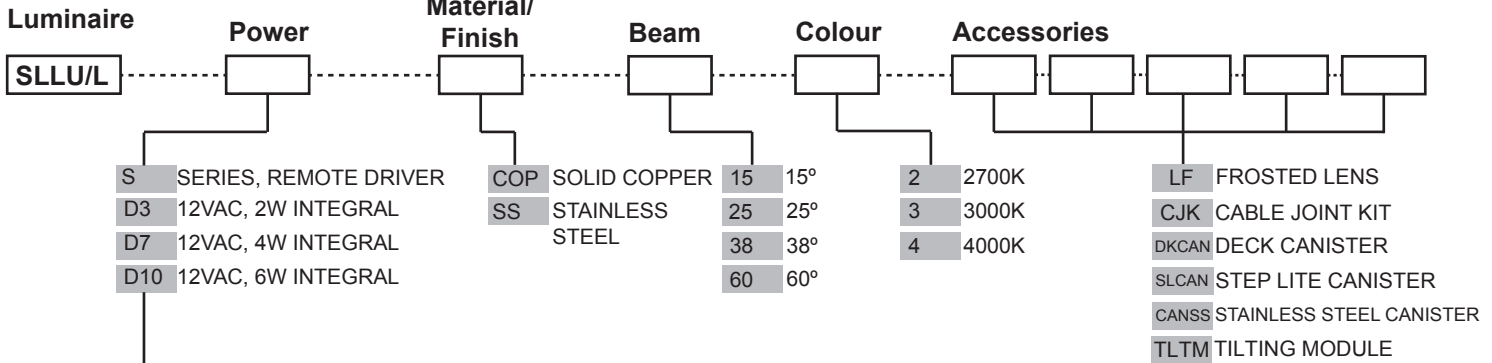 Luminaire
Power
Material/
Finish
Beam
Colour
Accessories
SLLU/L
S SERIES, REMOTE DRIVER
D3 12VAC, 2W INTEGRAL
D7 12VAC, 4W INTEGRAL
D10 12VAC, 6W INTEGRAL
COP SOLID COPPER
SS STAINLESS
STEEL
15 15º
25 25º
38 38º
60 60º
2 2700K
3 3000K
4 4000K
LF FROSTED LENS
CJK CABLE JOINT KIT
DKCAN DECK CANISTER
SLCAN STEP LITE CANISTER
CANSS STAINLESS STEEL CANISTER
TLTM TILTING MODULE